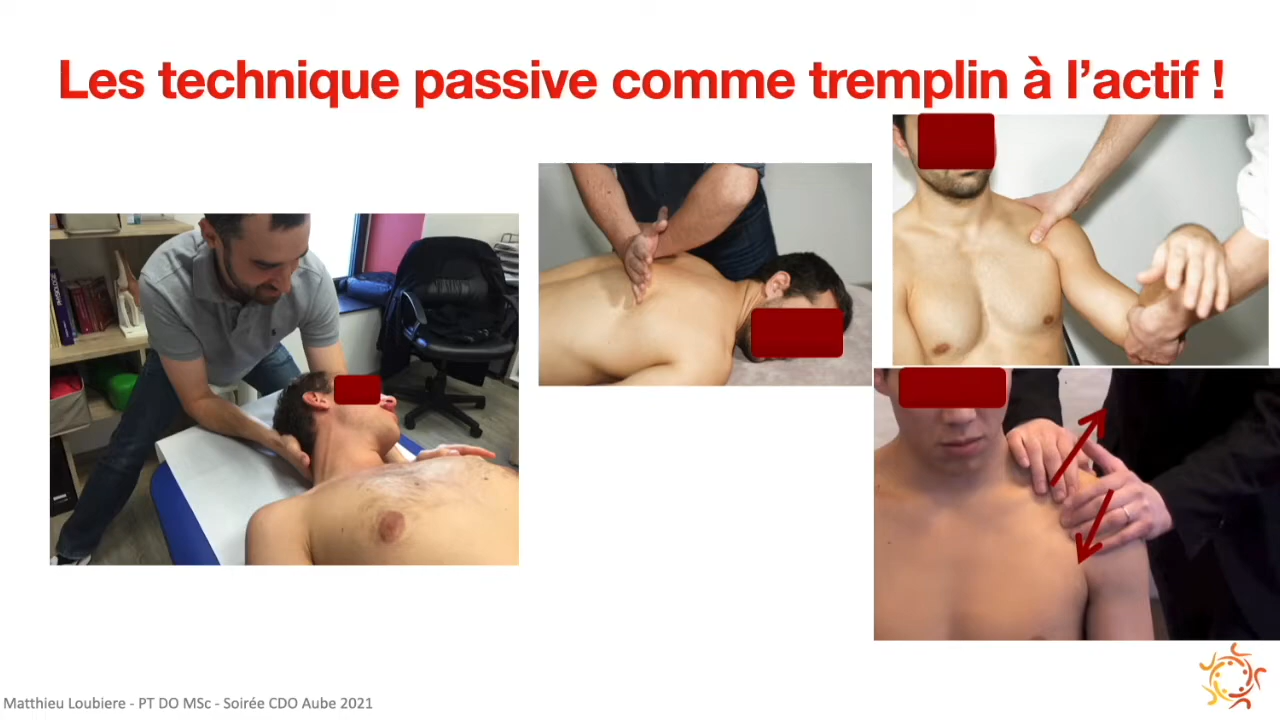 Les technique passive comme tremplin à l'actif !
Matthieu Loubiere - PT DO MSc - Soirée CDO Aube 2021